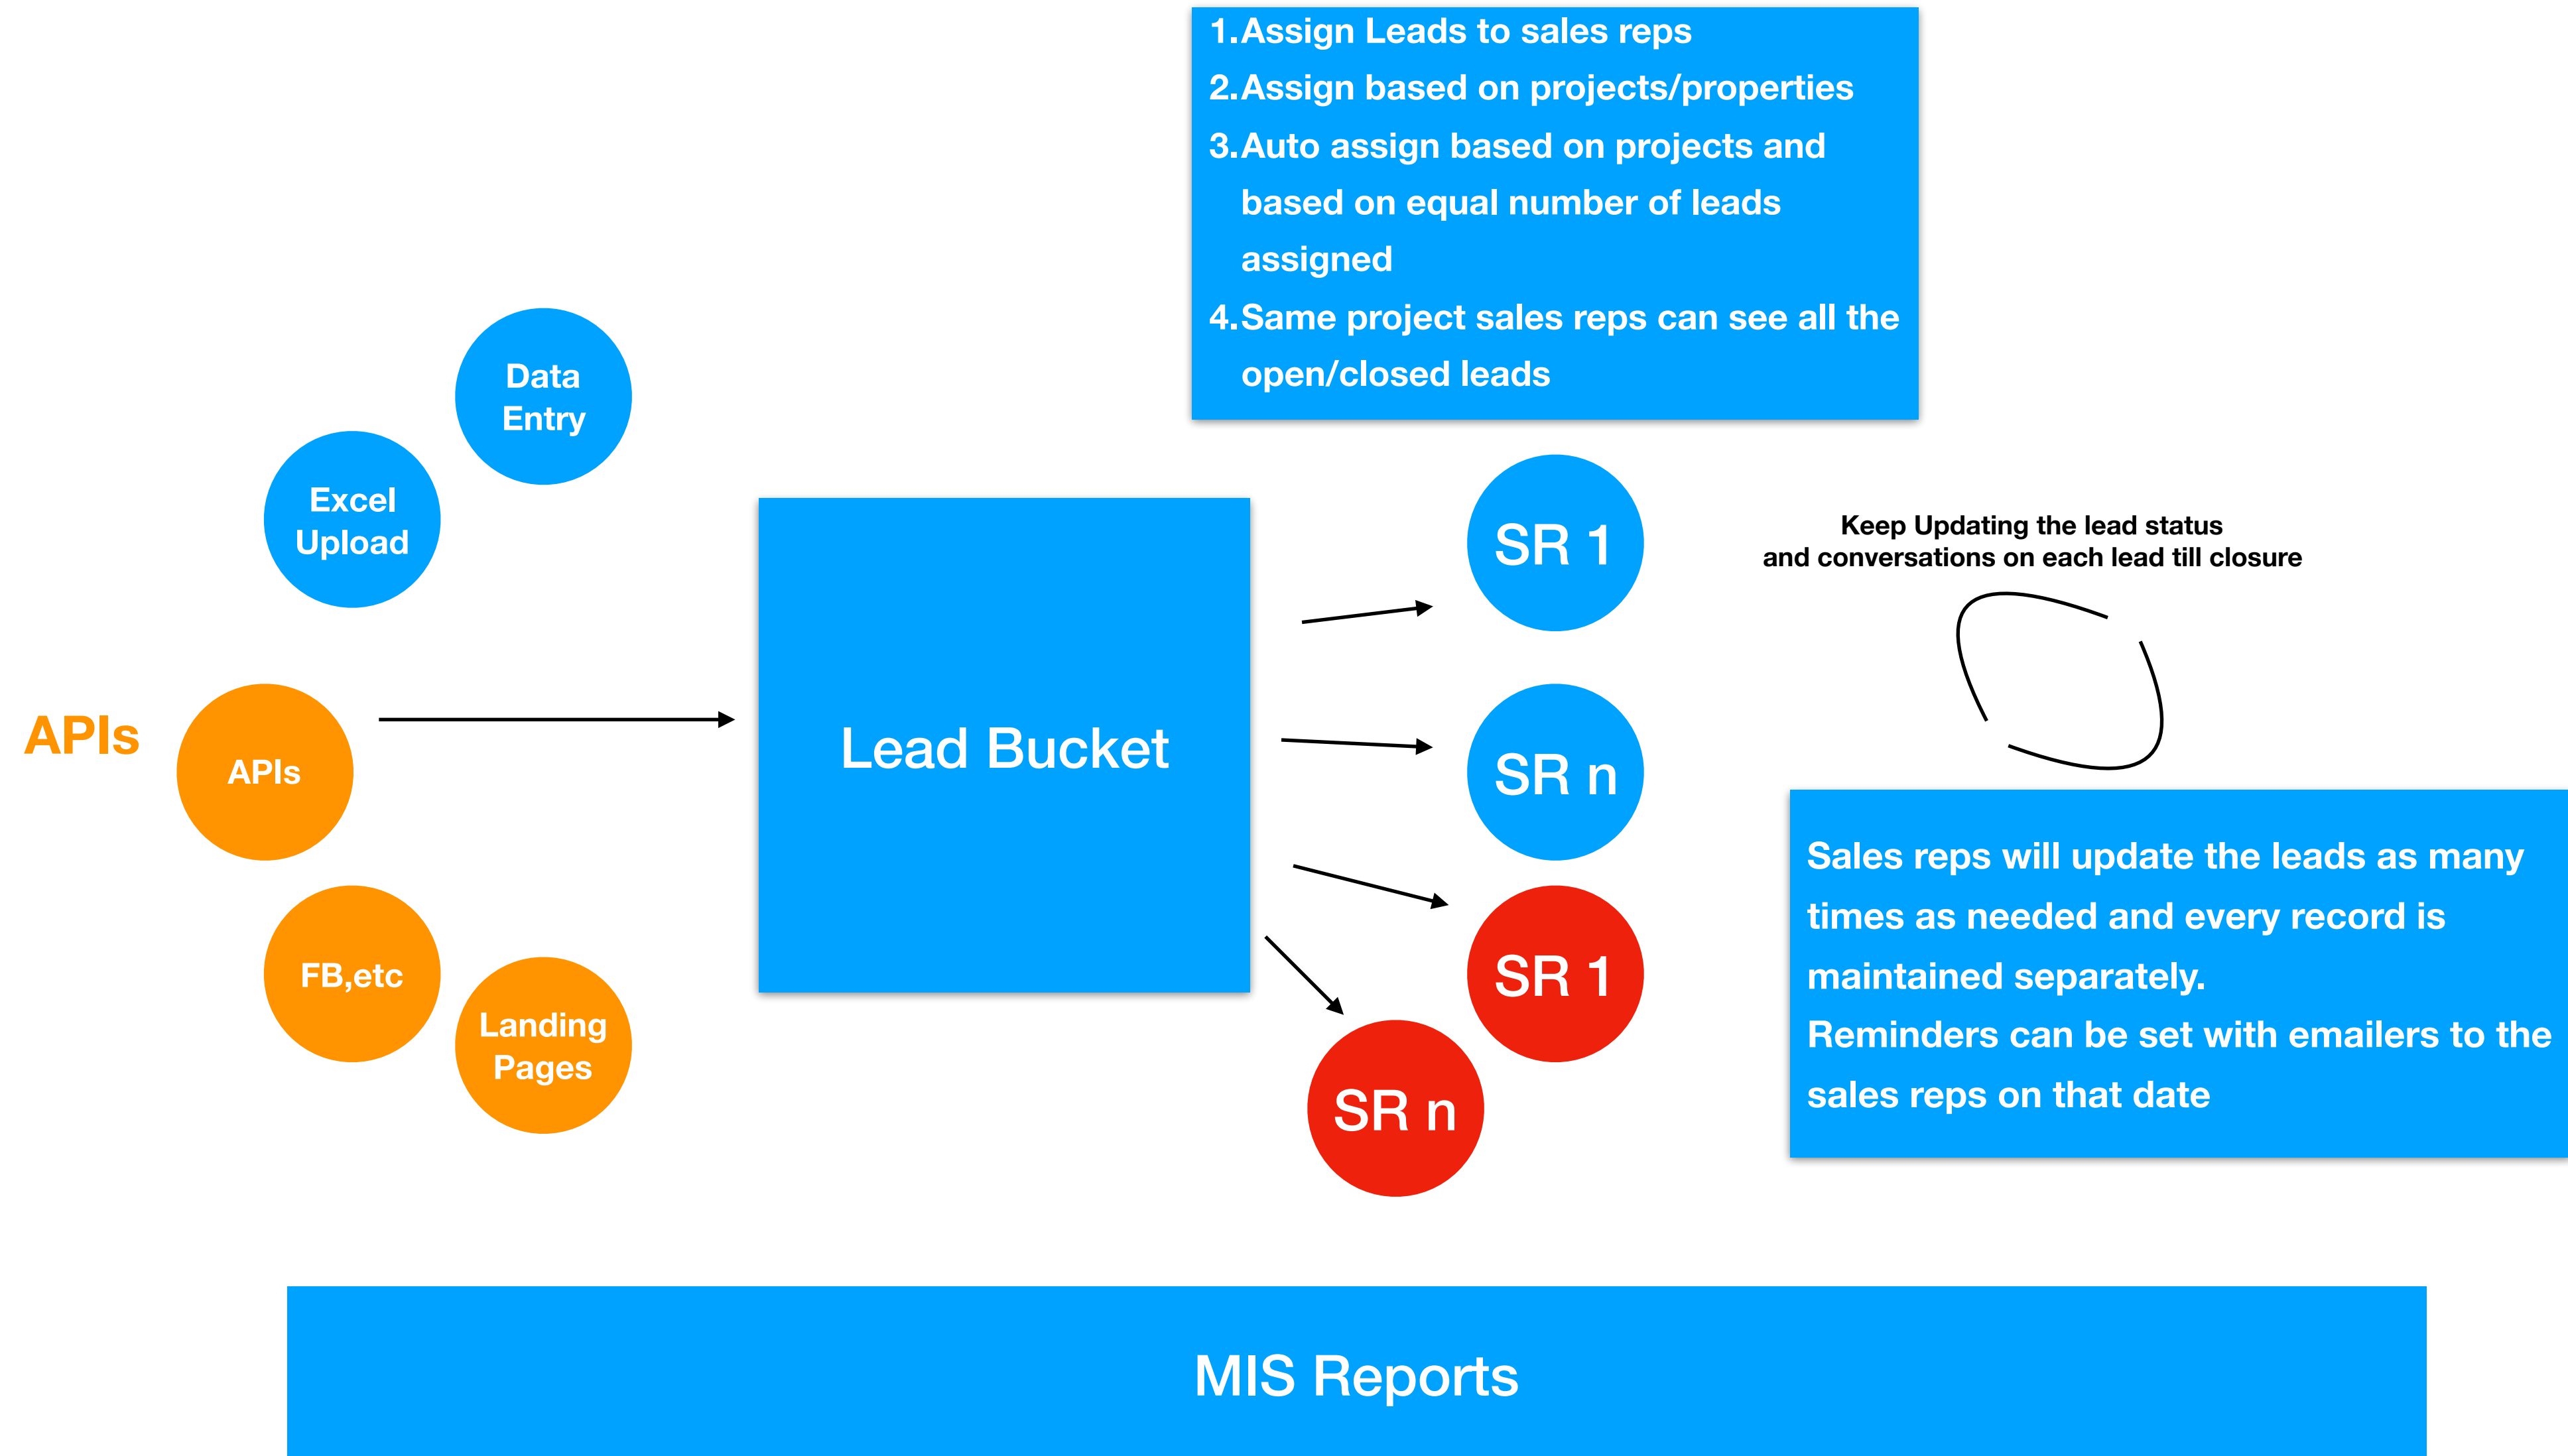 1.Assign Leads to sales reps
2.Assign based on projects/properties
3.Auto assign based on projects and
based on equal number of leads
assigned
4.Same project sales reps can see all the
open/closed leads
Data
Entry
Excel
Upload
APIs
APIs
FB,etc
Landing
Pages
Lead Bucket
SR 1
SR n
SR 1
SR n
Keep Updating the lead status
and conversations on each lead till closure
Sales reps will update the leads as many
times as needed and every record is
maintained separately.
Reminders can be set with emailers to the
sales reps on that date
MIS Reports